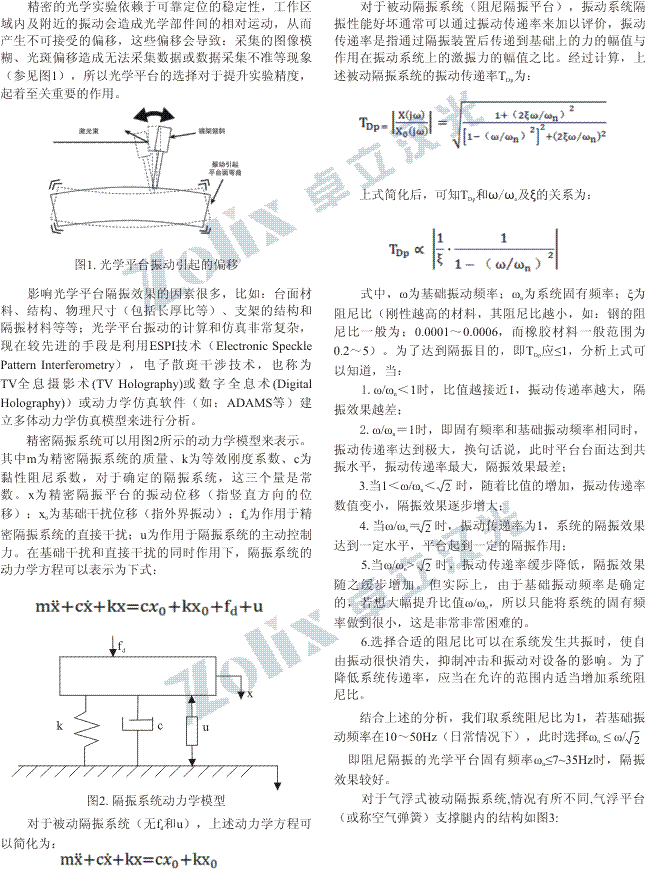 精密的光学实验依赖于可靠定位的稳定性，工作区
域内及附近的振动会造成光学部件间的相对运动，从而
产生不可接受的偏移，这些偏移会导致：采集的图像模
糊、光斑偏移造成无法采集数据或数据采集不准等现象
（参见图1），所以光学平台的选择对于提升实验精度，
起着至关重要的作用。
激光束
镜架倾斜
振动引起
平台面弯曲
图1. 光学平台振动引起的偏移
影响光学平台隔振效果的因素很多，比如：台面材
料、结构、物理尺寸（包括长厚比等）、支架的结构和
隔振材料等等；光学平台振动的计算和仿真非常复杂，
现在较先进的手段是利用ESPI技术（Electronic Speckle
Pattern Interferometry），电子散斑干涉技术，也称为
TV全息摄影术(TV Holography)或数字全息术(Digital
Holography)）或动力学仿真软件（如：ADAMS等）建
立多体动力学仿真模型来进行分析。
精密隔振系统可以用图2所示的动力学模型来表示。
其中m为精密隔振系统的质量、k为等效刚度系数、c为
黏性阻尼系数，对于确定的隔振系统，这三个量是常
数。x为精密隔振平台的振动位移（指竖直方向的位
移）；x₀为基础干扰位移（指外界振动）；f_d为作用于精
密隔振系统的直接干扰；u为作用于隔振系统的主动控制
力。在基础干扰和直接干扰的同时作用下，隔振系统的
动力学方程可以表示为下式：
mẍ+cẋ+kx=cẋ₀+kx₀+f_d+u
f_d
x
k
c
u
图2. 隔振系统动力学模型
对于被动隔振系统（无f_d和u），上述动力学方程可
以简化为：
mẍ+cẋ+kx=cẋ₀+kx₀
对于被动隔振系统（阻尼隔振平台），振动系统隔
振性能好坏通常可以通过振动传递率来加以评价，振动
传递率是指通过隔振装置后传递到基础上的力的幅值与
作用在振动系统上的激振力的幅值之比。经过计算，上
述被动隔振系统的振动传递率T_Dp为：
T_Dp=|X(jω)/X₀(jω)|=√((1+（2ξω/ω_n）²)/([1-（ω/ω_n）²]²+(2ξω/ω_n)²))
上式简化后，可知T_Dp和ω/ω_n及ξ的关系为：
T_Dp ∝ |1/ξ · 1/(1-（ω/ω_n）²)|
式中，ω为基础振动频率；ω_n为系统固有频率；ξ为
阻尼比（刚性越高的材料，其阻尼比越小，如：钢的阻
尼比一般为：0.0001～0.0006，而橡胶材料一般范围为
0.2～5）。为了达到隔振目的，即T_Dp应≤1，分析上式可
以知道，当：
1. ω/ω_n＜1时，比值越接近1，振动传递率越大，隔
振效果越差；
2. ω/ω_n＝1时，即固有频率和基础振动频率相同时，
振动传递率达到极大，换句话说，此时平台台面达到共
振水平，振动传递率最大，隔振效果最差；
3.当1＜ω/ω_n＜√2 时，随着比值的增加，振动传递率
数值变小，隔振效果逐步增大；
4. 当ω/ω_n=√2 时，振动传递率为1，系统的隔振效果
达到一定水平，平台起到一定的隔振作用；
5.当ω/ω_n> √2 时，振动传递率缓步降低，隔振效果
随之缓步增加。但实际上，由于基础振动频率是确定
的，若想大幅提升比值ω/ω_n，所以只能将系统的固有频
率做到很小，这是非常非常困难的。
6.选择合适的阻尼比可以在系统发生共振时，使自
由振动很快消失，抑制冲击和振动对设备的影响。为了
降低系统传递率，应当在允许的范围内适当增加系统阻
尼比。
结合上述的分析，我们取系统阻尼比为1，若基础振
动频率在10～50Hz（日常情况下），此时选择ω_n ≤ ω/√2
即阻尼隔振的光学平台固有频率ω_n≤7~35Hz时，隔振
效果较好。
对于气浮式被动隔振系统,情况有所不同,气浮平台
（或称空气弹簧）支撑腿内的结构如图3:
Zolix 卓立汉光
Zolix 卓立汉光